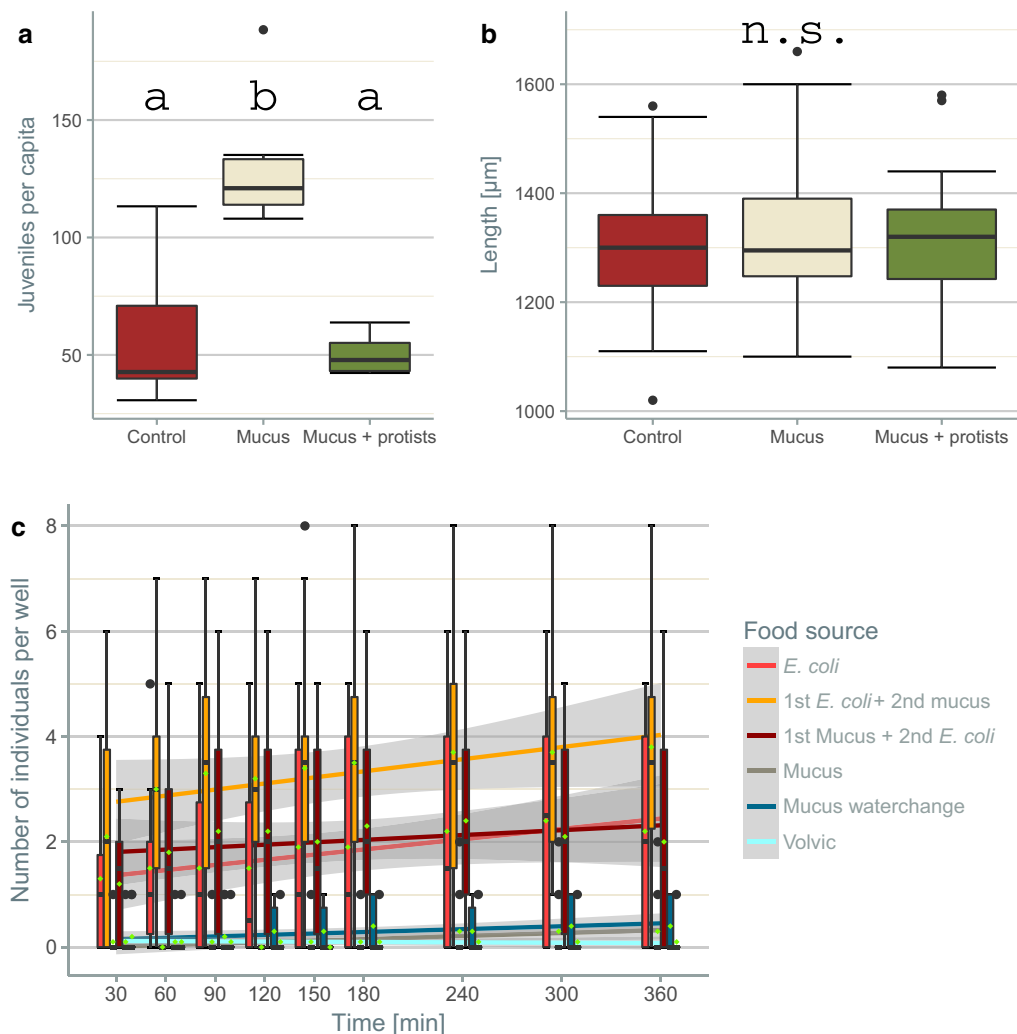 a
a b a
Juveniles per capita
150
100
50
Control Mucus Mucus + protists
b
n.s.
Length [µm]
1600
1400
1200
1000
Control Mucus Mucus + protists
c
Number of individuals per well
8
6
4
2
0
30 60 90 120 150 180 240 300 360
Time [min]
Food source
E. coli
1st E. coli+ 2nd mucus
1st Mucus + 2nd E. coli
Mucus
Mucus waterchange
Volvic